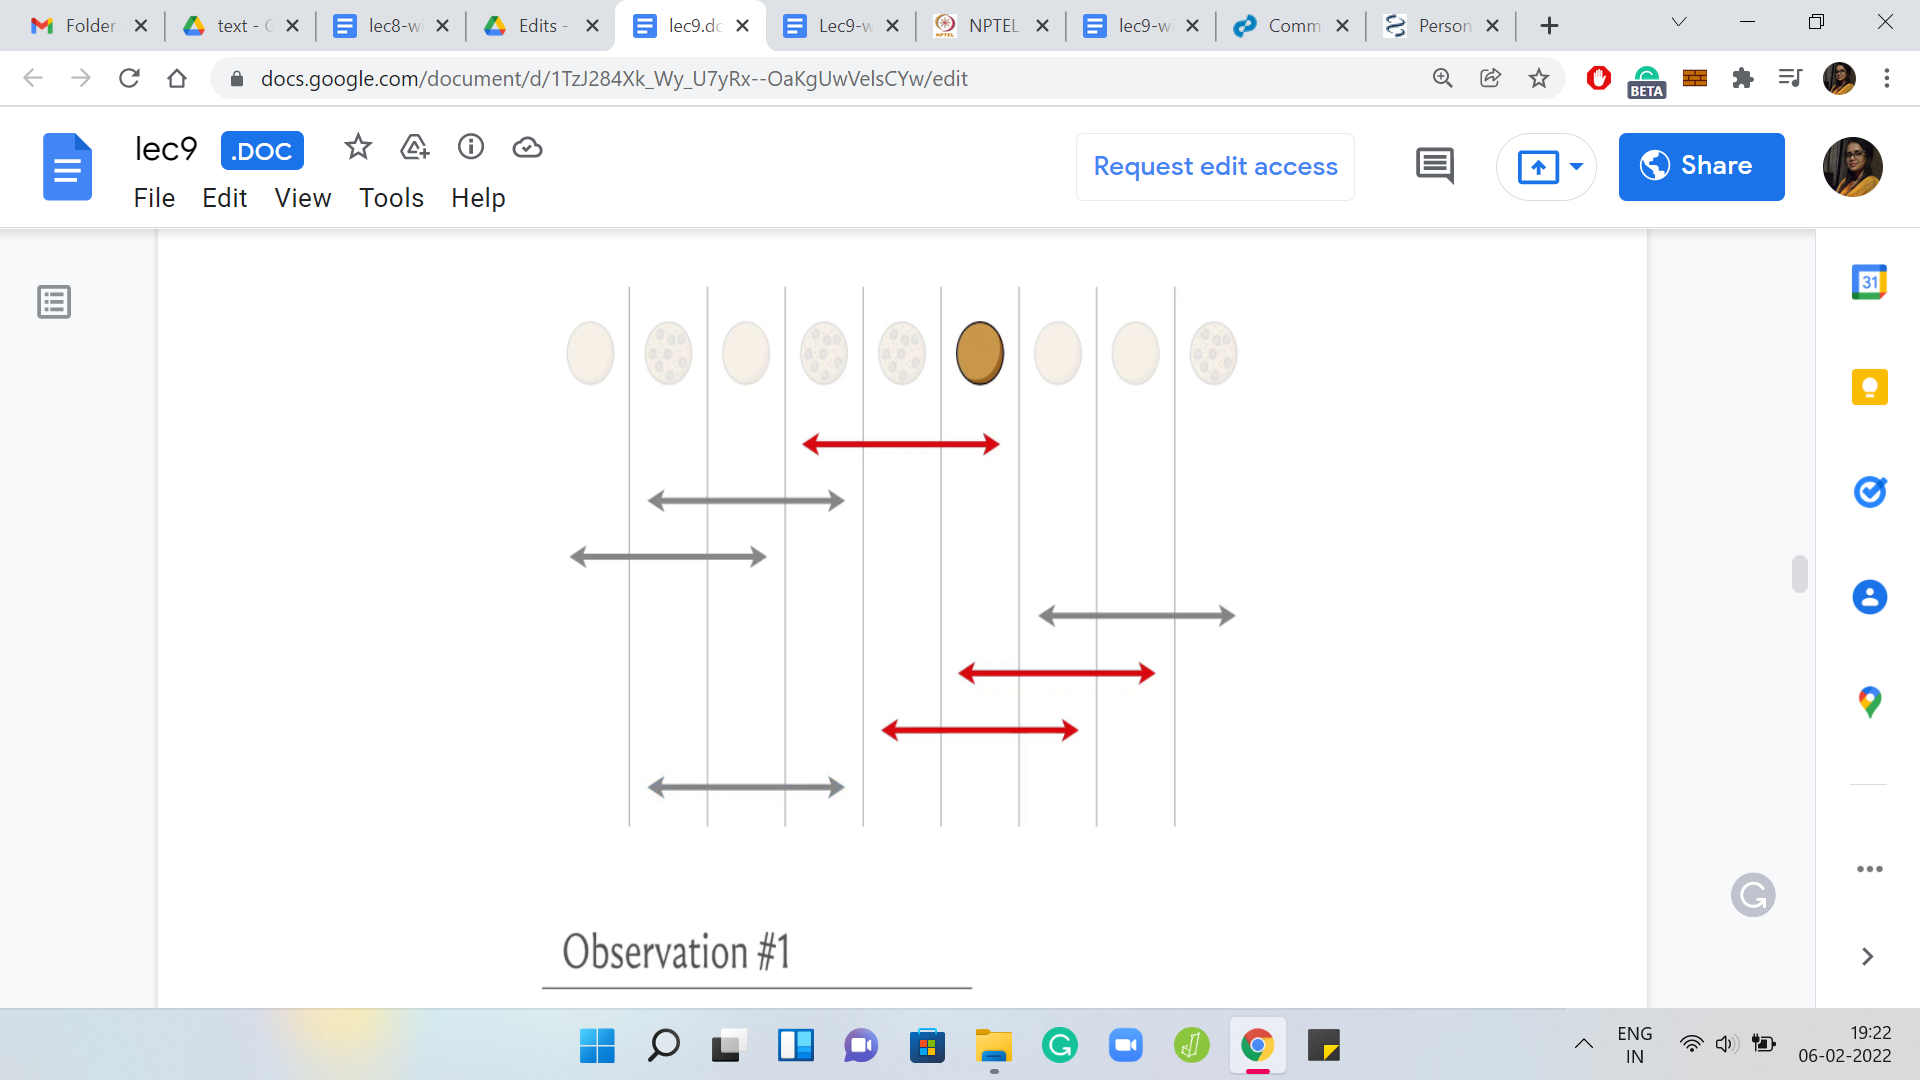 Folder
text - G
lec8-w
Edits -
lec9.dc
Lec9-w
NPTEL
lec9-w
Comm
Person
docs.google.com/document/d/1TzJ284Xk_Wy_U7yRx--OaKgUwVelsCYw/edit
BETA
lec9 .DOC
File Edit View Tools Help
Request edit access
Share
31
Observation #1
ENG
IN
19:22
06-02-2022